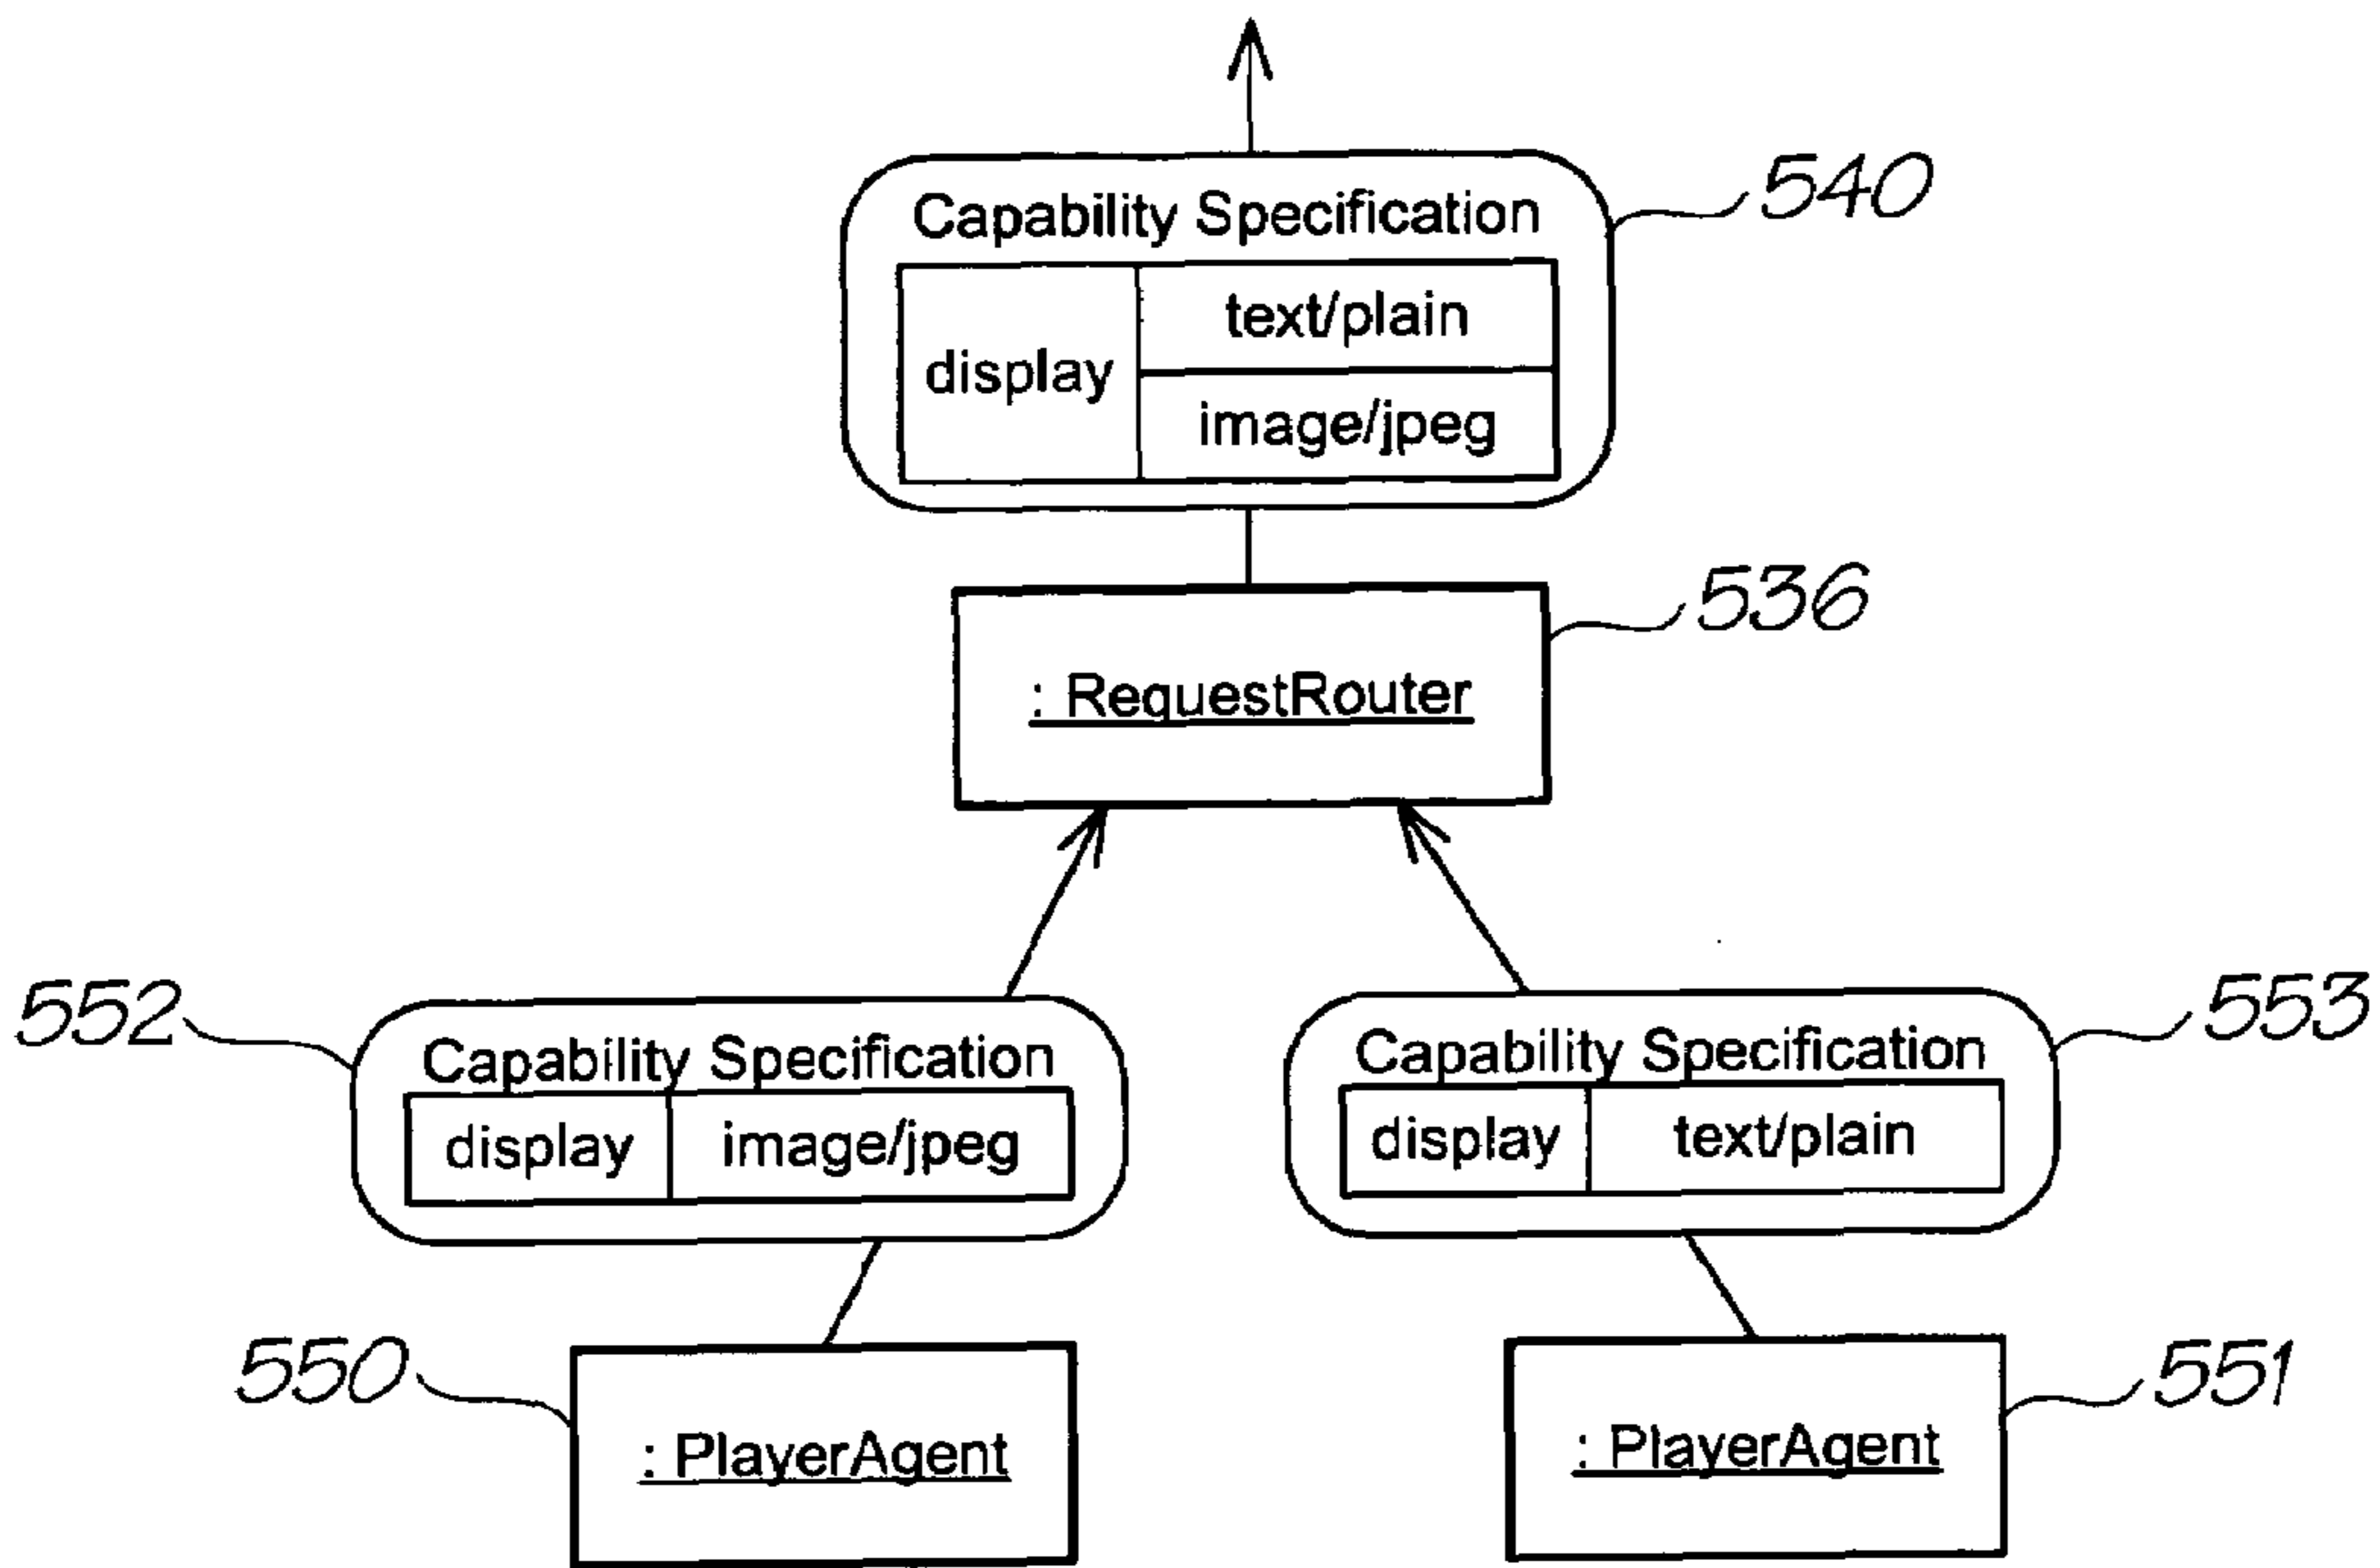 540
Capability Specification
display
text/plain
image/jpeg
536
: RequestRouter
552
Capability Specification
display image/jpeg
553
Capability Specification
display text/plain
550
: PlayerAgent
551
: PlayerAgent